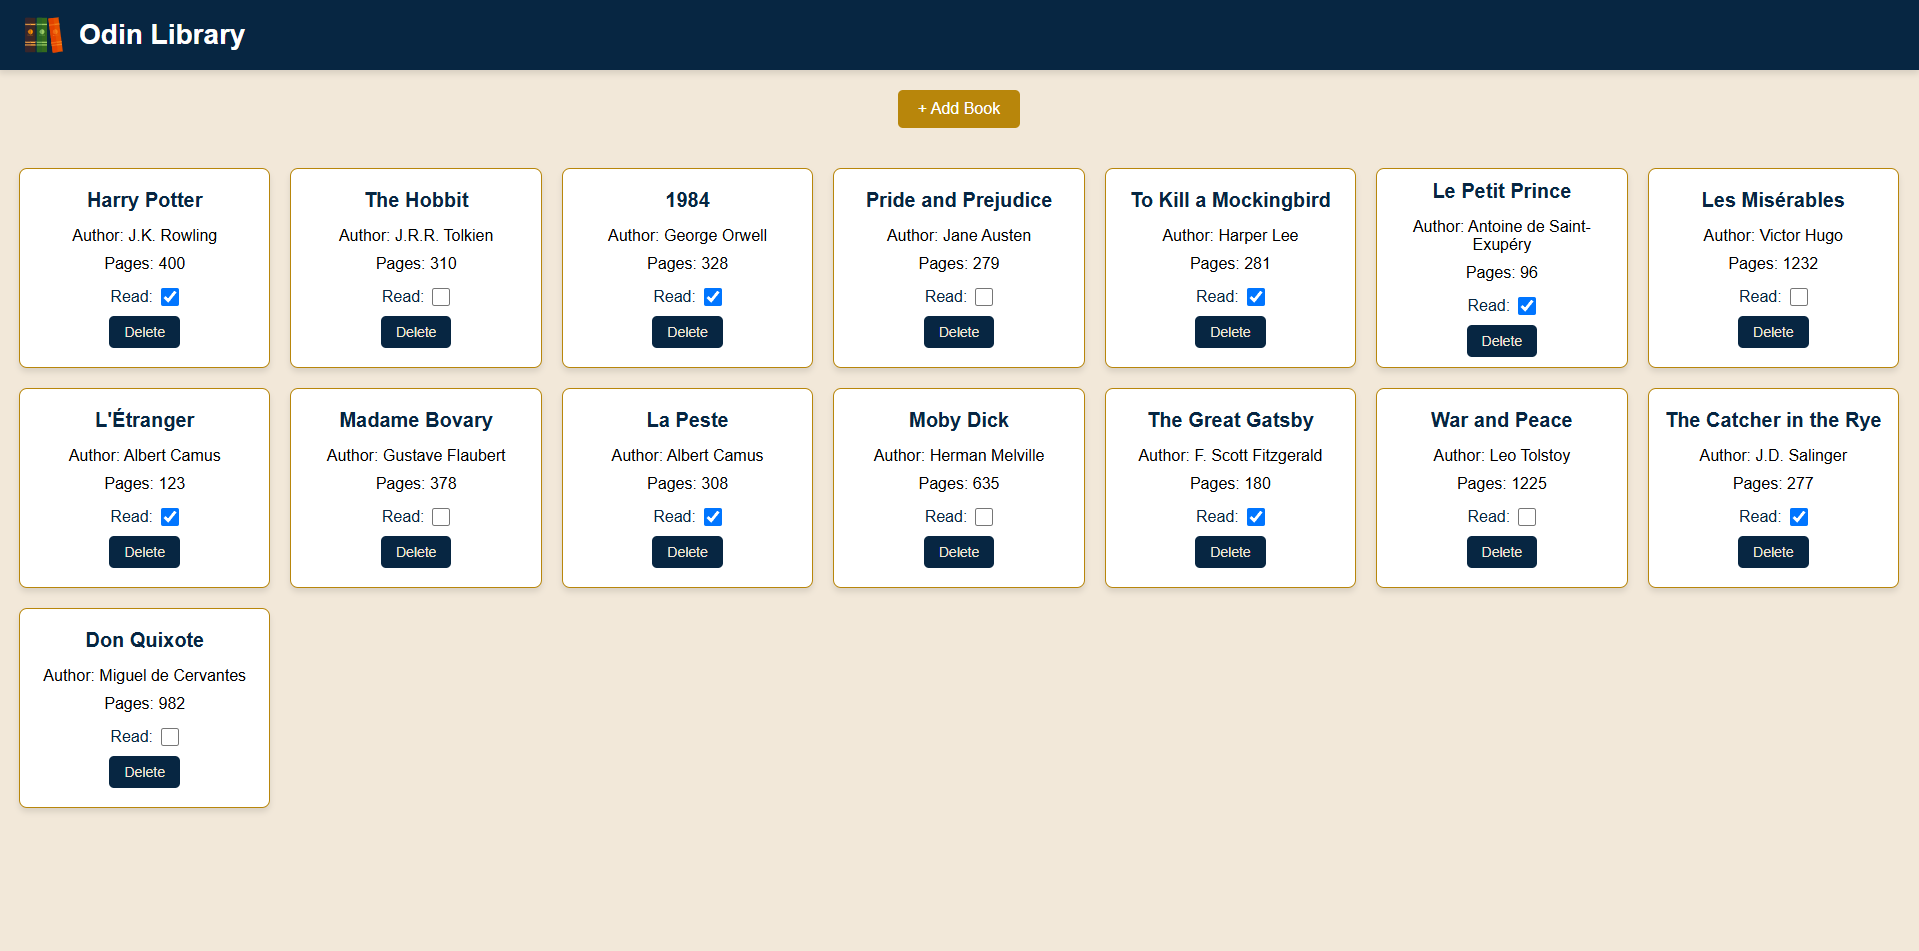 Odin Library
+ Add Book
Harry Potter
Author: J.K. Rowling
Pages: 400
Read:
Delete
The Hobbit
Author: J.R.R. Tolkien
Pages: 310
Read:
Delete
1984
Author: George Orwell
Pages: 328
Read:
Delete
Pride and Prejudice
Author: Jane Austen
Pages: 279
Read:
Delete
To Kill a Mockingbird
Author: Harper Lee
Pages: 281
Read:
Delete
Le Petit Prince
Author: Antoine de Saint-
Exupéry
Pages: 96
Read:
Delete
Les Misérables
Author: Victor Hugo
Pages: 1232
Read:
Delete
L'Étranger
Author: Albert Camus
Pages: 123
Read:
Delete
Madame Bovary
Author: Gustave Flaubert
Pages: 378
Read:
Delete
La Peste
Author: Albert Camus
Pages: 308
Read:
Delete
Moby Dick
Author: Herman Melville
Pages: 635
Read:
Delete
The Great Gatsby
Author: F. Scott Fitzgerald
Pages: 180
Read:
Delete
War and Peace
Author: Leo Tolstoy
Pages: 1225
Read:
Delete
The Catcher in the Rye
Author: J.D. Salinger
Pages: 277
Read:
Delete
Don Quixote
Author: Miguel de Cervantes
Pages: 982
Read:
Delete